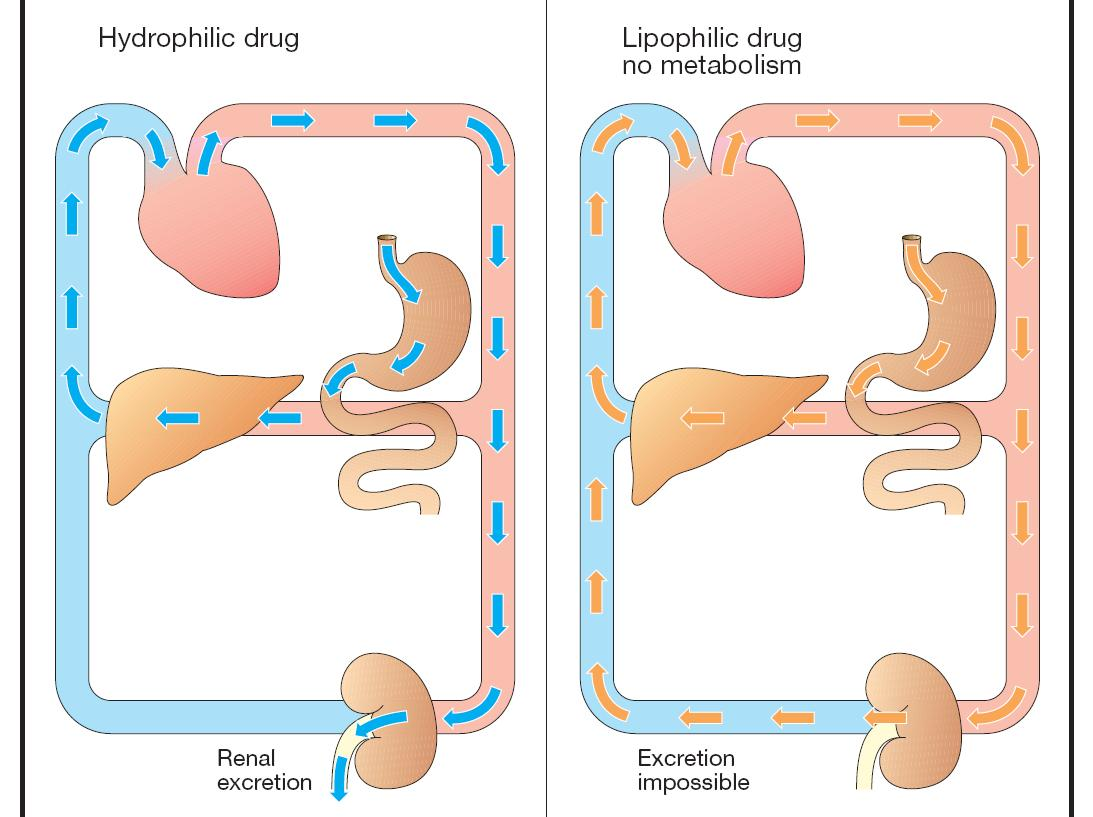 Hydrophilic drug
Lipophilic drug
no metabolism
Renal
excretion
Excretion
impossible